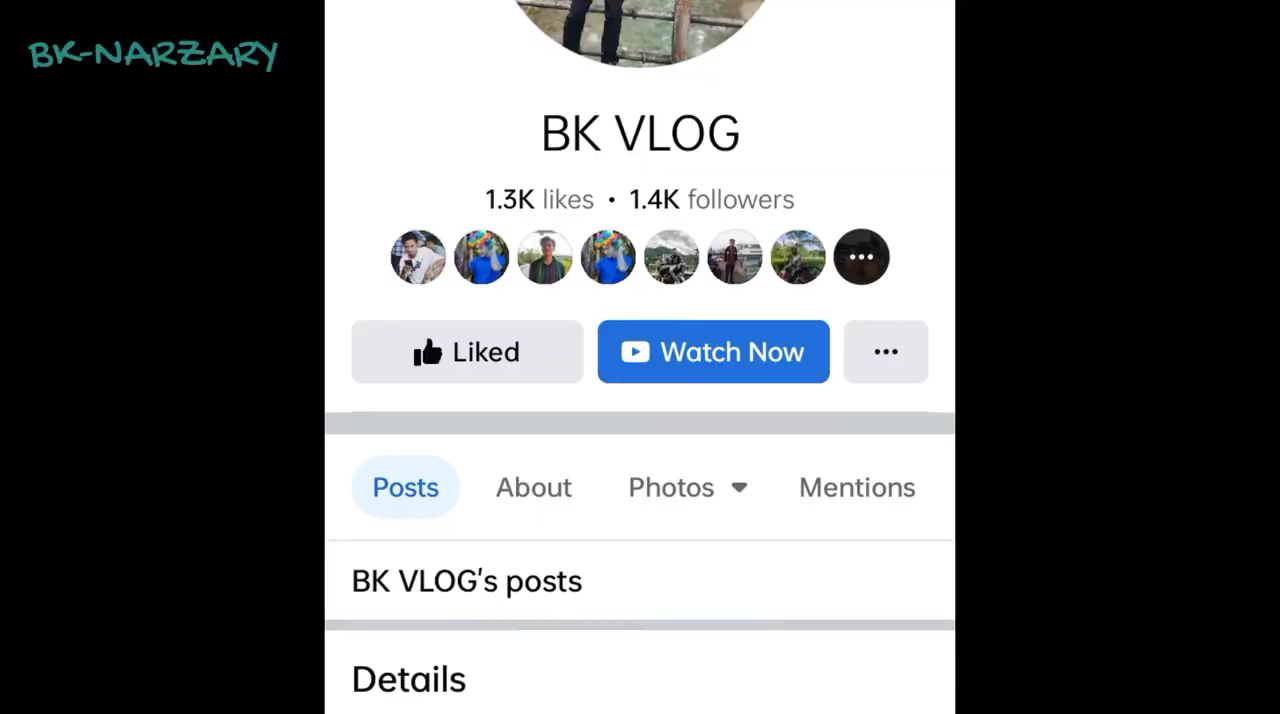 BK-NARZARY
BK VLOG
1.3K likes • 1.4K followers
Liked
Watch Now
Posts About Photos Mentions
BK VLOG's posts
Details